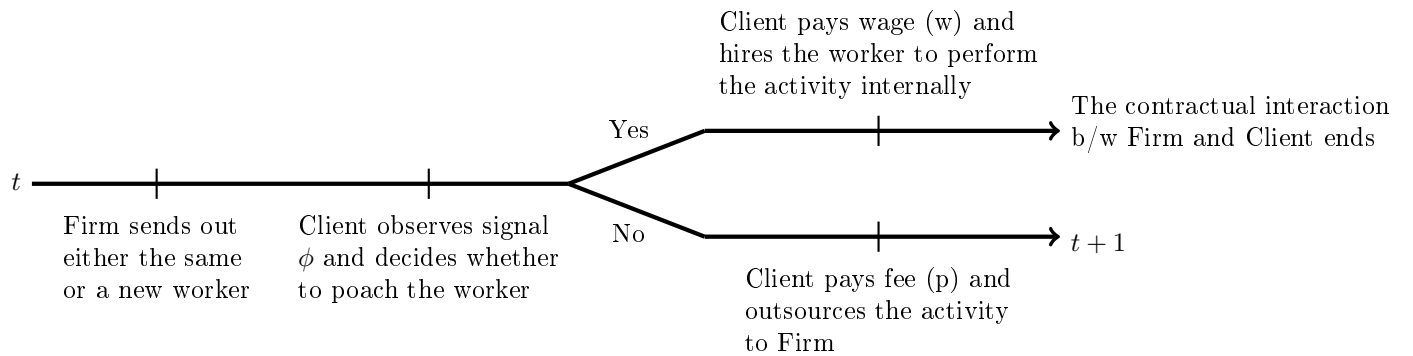 Client pays wage (w) and
hires the worker to perform
the activity internally
The contractual interaction
b/w Firm and Client ends
Yes
t
Firm sends out
either the same
or a new worker
Client observes signal
ϕ and decides whether
to poach the worker
No
t + 1
Client pays fee (p) and
outsources the activity
to Firm